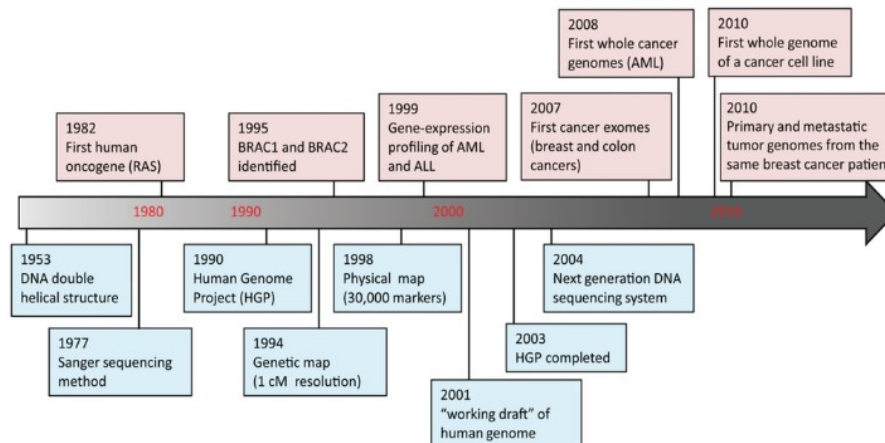 2008
First whole cancer
genomes (AML)
2010
First whole genome
of a cancer cell line
1982
First human
oncogene (RAS)
1995
BRAC1 and BRAC2
identified
1999
Gene-expression
profiling of AML
and ALL
2007
First cancer exomes
(breast and colon
cancers)
2010
Primary and metastatic
tumor genomes from the
same breast cancer patient
1980
1990
2000
2010
1953
DNA double
helical structure
1990
Human Genome
Project (HGP)
1998
Physical map
(30,000 markers)
2004
Next generation DNA
sequencing system
1977
Sanger sequencing
method
1994
Genetic map
(1 cM resolution)
2003
HGP completed
2001
“working draft” of
human genome